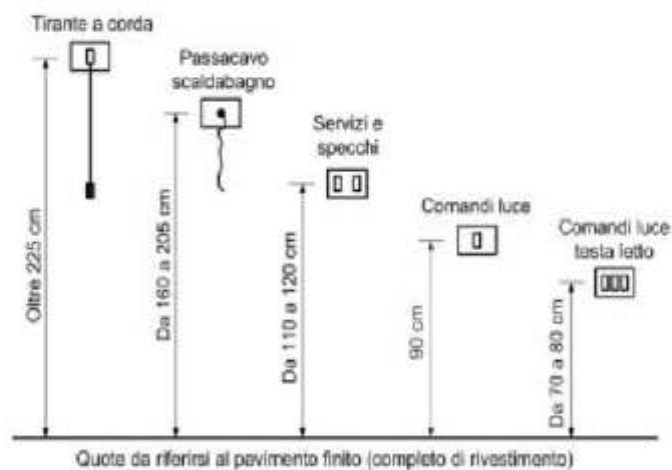 Tirante a corda
Passacavo
scaldabagno
Servizi e
specchi
Comandi luce
Comandi luce
testa letto
Oltre 225 cm
Da 160 a 205 cm
Da 110 a 120 cm
90 cm
Da 70 a 80 cm
Quote da riferirsi al pavimento finito (completo di rivestimento)